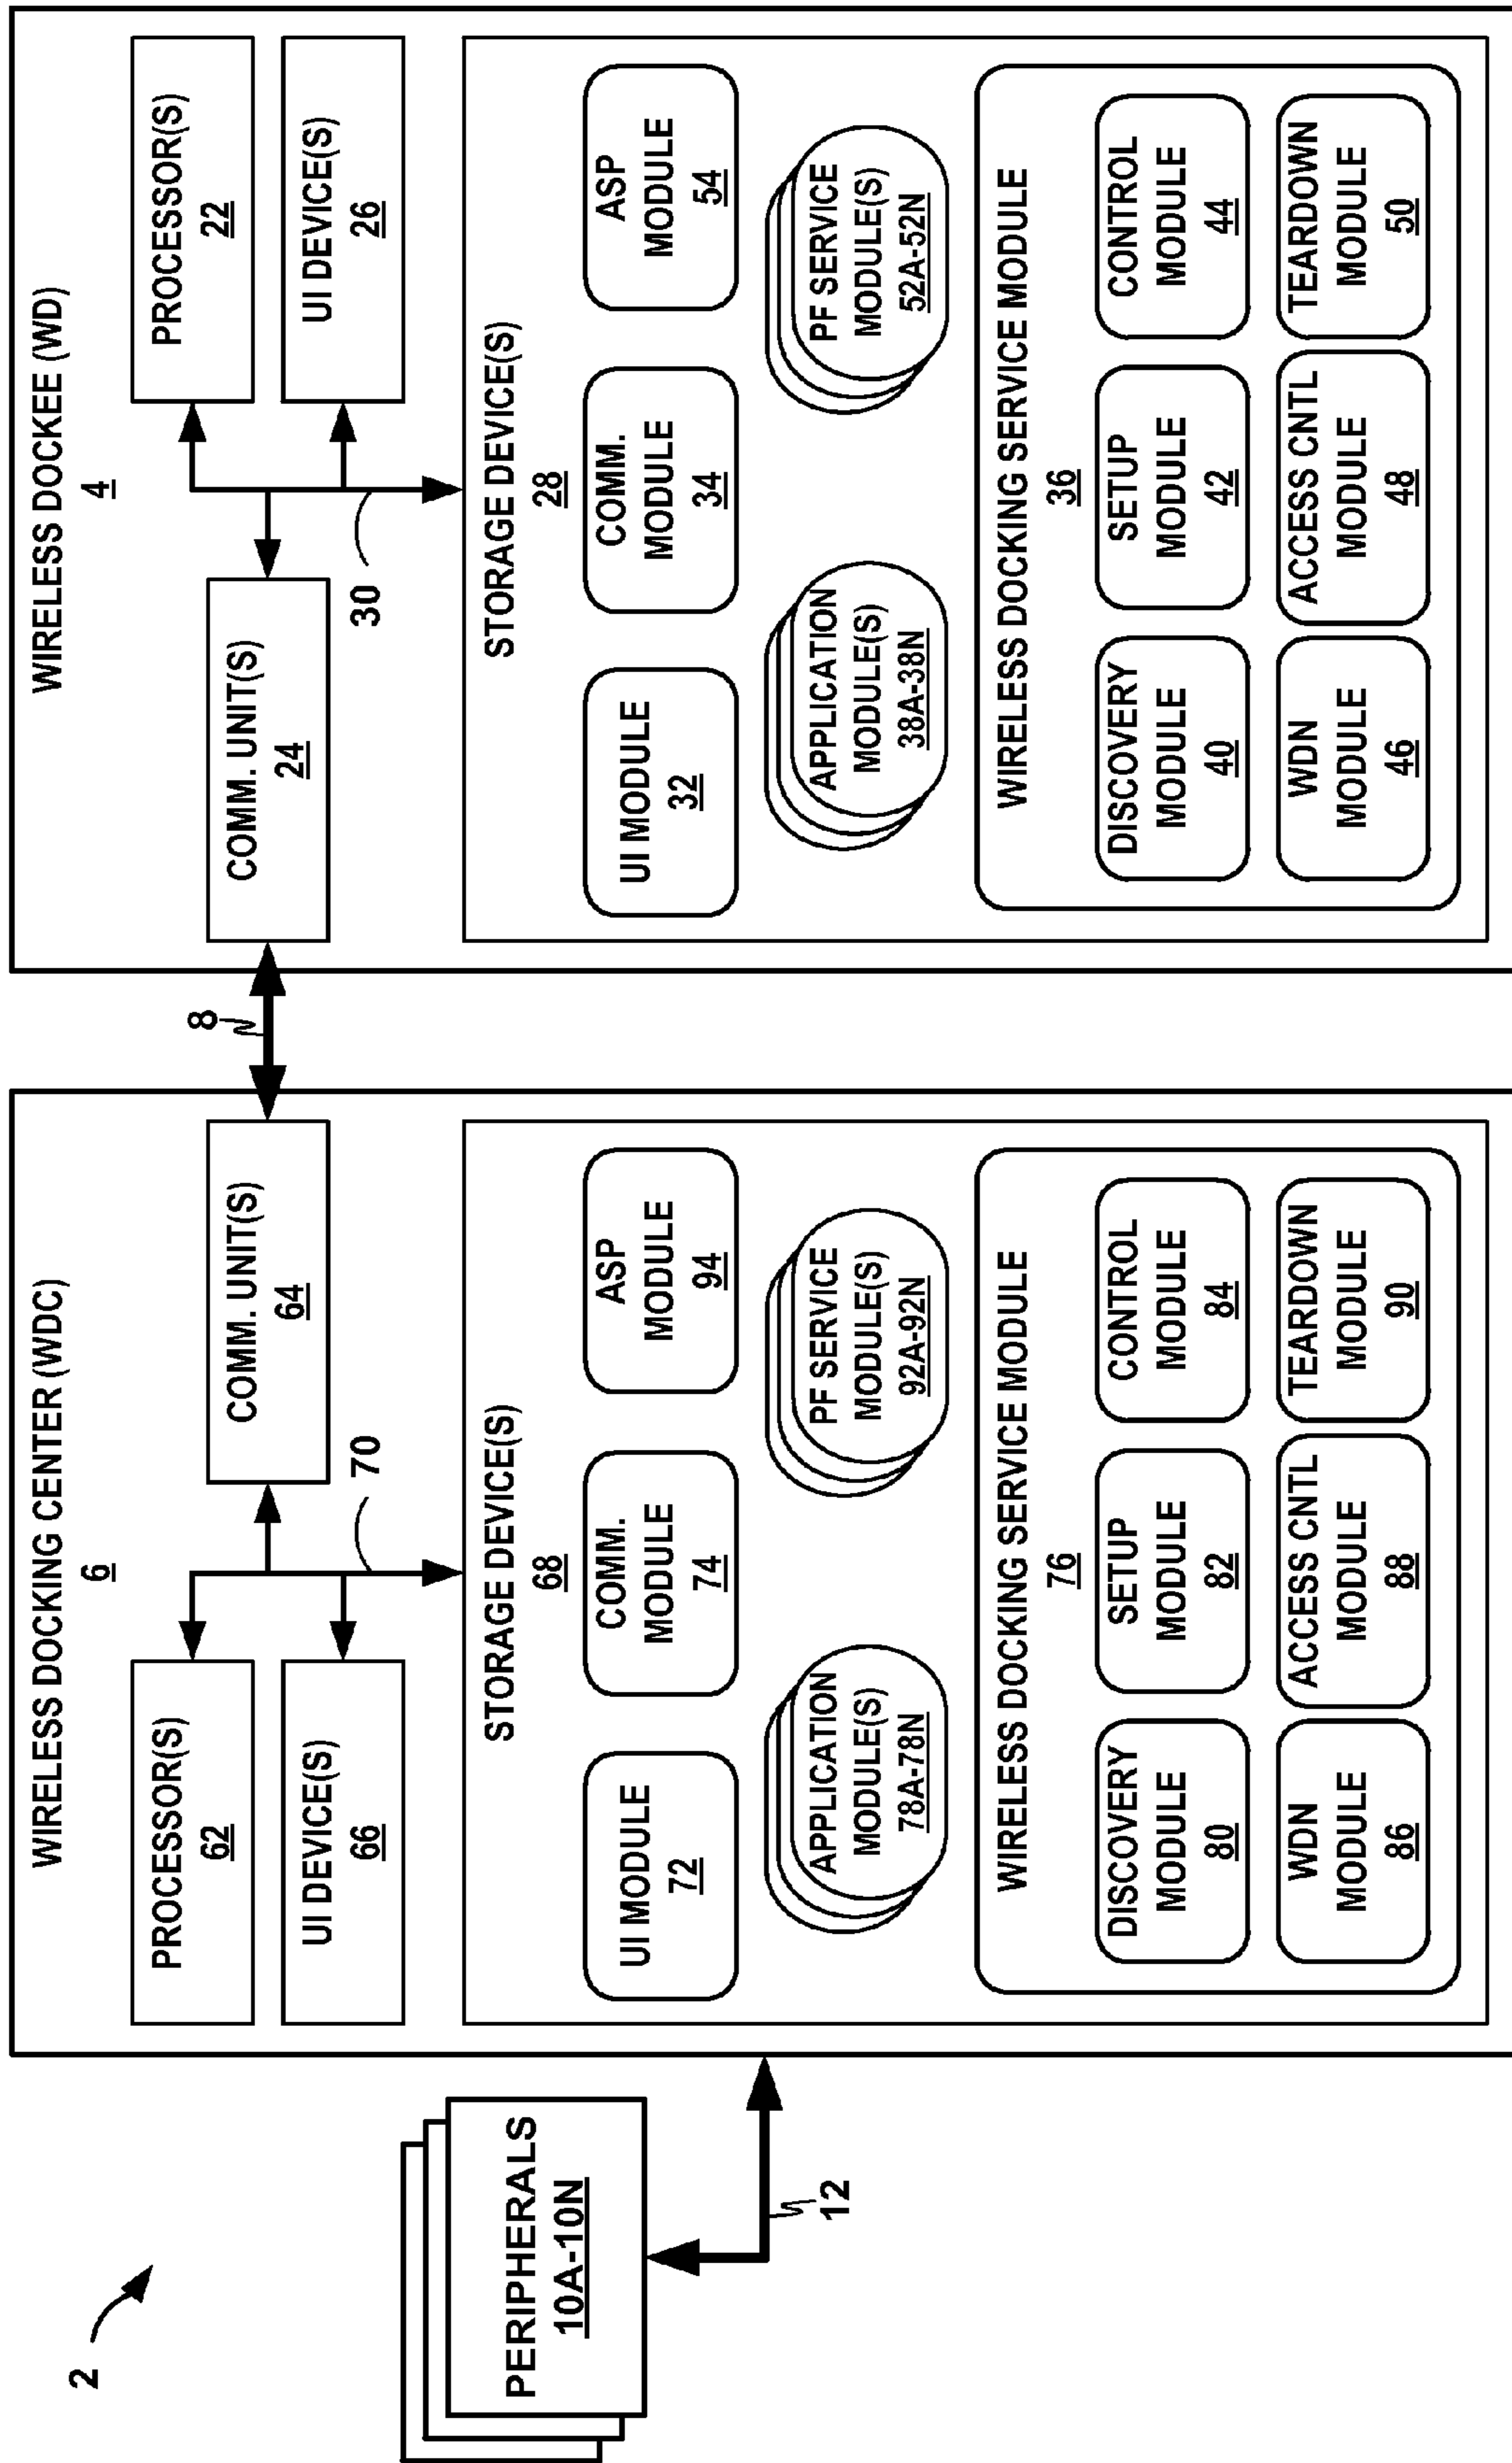 2
PERIPHERALS
10A-10N
12
WIRELESS DOCKING CENTER (WDC)
6
PROCESSOR(S)
62
UI DEVICE(S)
66
COMM. UNIT(S)
64
70
STORAGE DEVICE(S)
68
UI MODULE
72
COMM.
MODULE
74
ASP
MODULE
94
APPLICATION
MODULE(S)
78A-78N
PF SERVICE
MODULE(S)
92A-92N
WIRELESS DOCKING SERVICE MODULE
76
DISCOVERY
MODULE
80
SETUP
MODULE
82
CONTROL
MODULE
84
WDN
MODULE
86
ACCESS CNTL
MODULE
88
TEARDOWN
MODULE
90
8
WIRELESS DOCKEE (WD)
4
COMM. UNIT(S)
24
PROCESSOR(S)
22
UI DEVICE(S)
26
30
STORAGE DEVICE(S)
28
UI MODULE
32
COMM.
MODULE
34
ASP
MODULE
54
APPLICATION
MODULE(S)
38A-38N
PF SERVICE
MODULE(S)
52A-52N
WIRELESS DOCKING SERVICE MODULE
36
DISCOVERY
MODULE
40
SETUP
MODULE
42
CONTROL
MODULE
44
WDN
MODULE
46
ACCESS CNTL
MODULE
48
TEARDOWN
MODULE
50